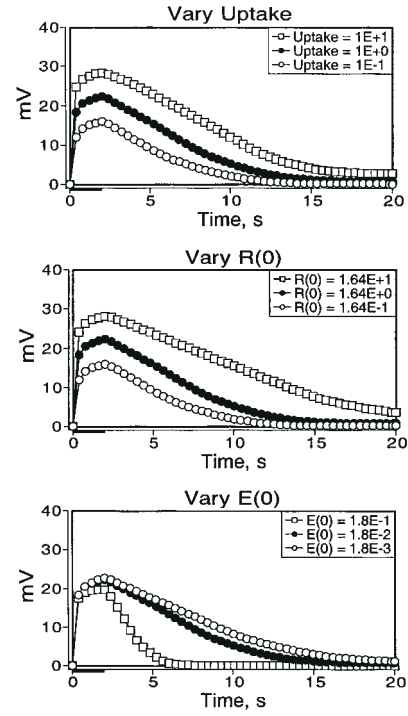 Vary Uptake
mV
40
30
20
10
0
Uptake = 1E+1
Uptake = 1E+0
Uptake = 1E-1
0 5 10 15 20
Time, s
Vary R(0)
mV
40
30
20
10
0
R(0) = 1.64E+1
R(0) = 1.64E+0
R(0) = 1.64E-1
0 5 10 15 20
Time, s
Vary E(0)
mV
40
30
20
10
0
E(0) = 1.8E-1
E(0) = 1.8E-2
E(0) = 1.8E-3
0 5 10 15 20
Time, s